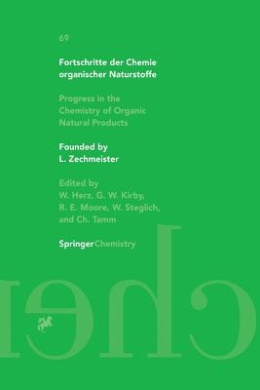 69
Fortschritte der Chemie
organischer Naturstoffe
Progress in the
Chemistry of Organic
Natural Products
Founded by
L. Zechmeister
Edited by
W. Herz, G. W. Kirby,
R. E. Moore, W. Steglich,
and Ch. Tamm
SpringerChemistry
che